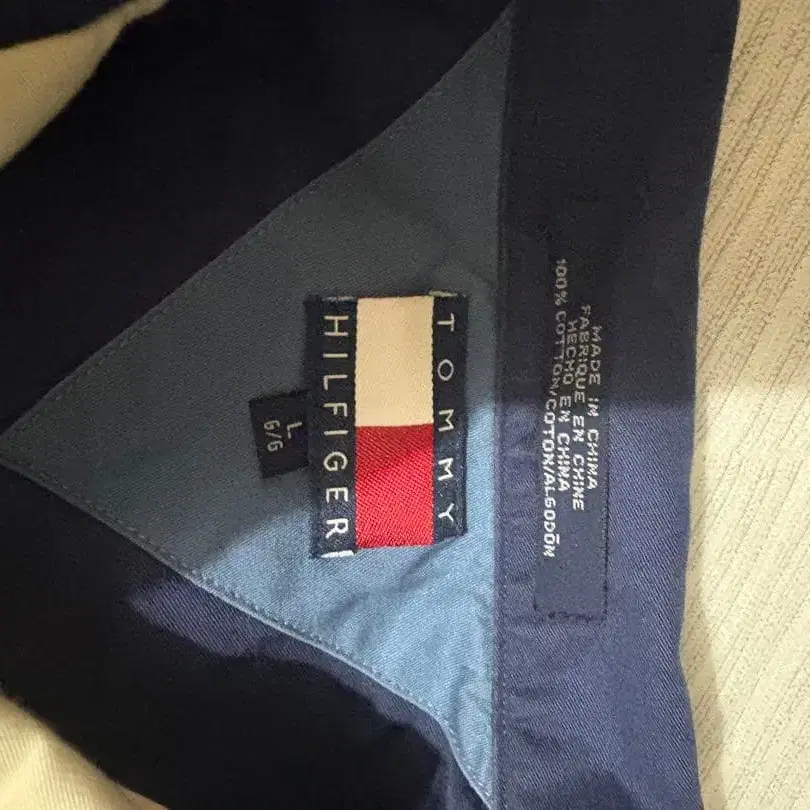 TOMMY
HILFIGER
L
G/G
MADE IN CHINA
FABRIQUE EN CHINE
HECHO EN CHINA
100% COTTON/COTON/ALGODÓN